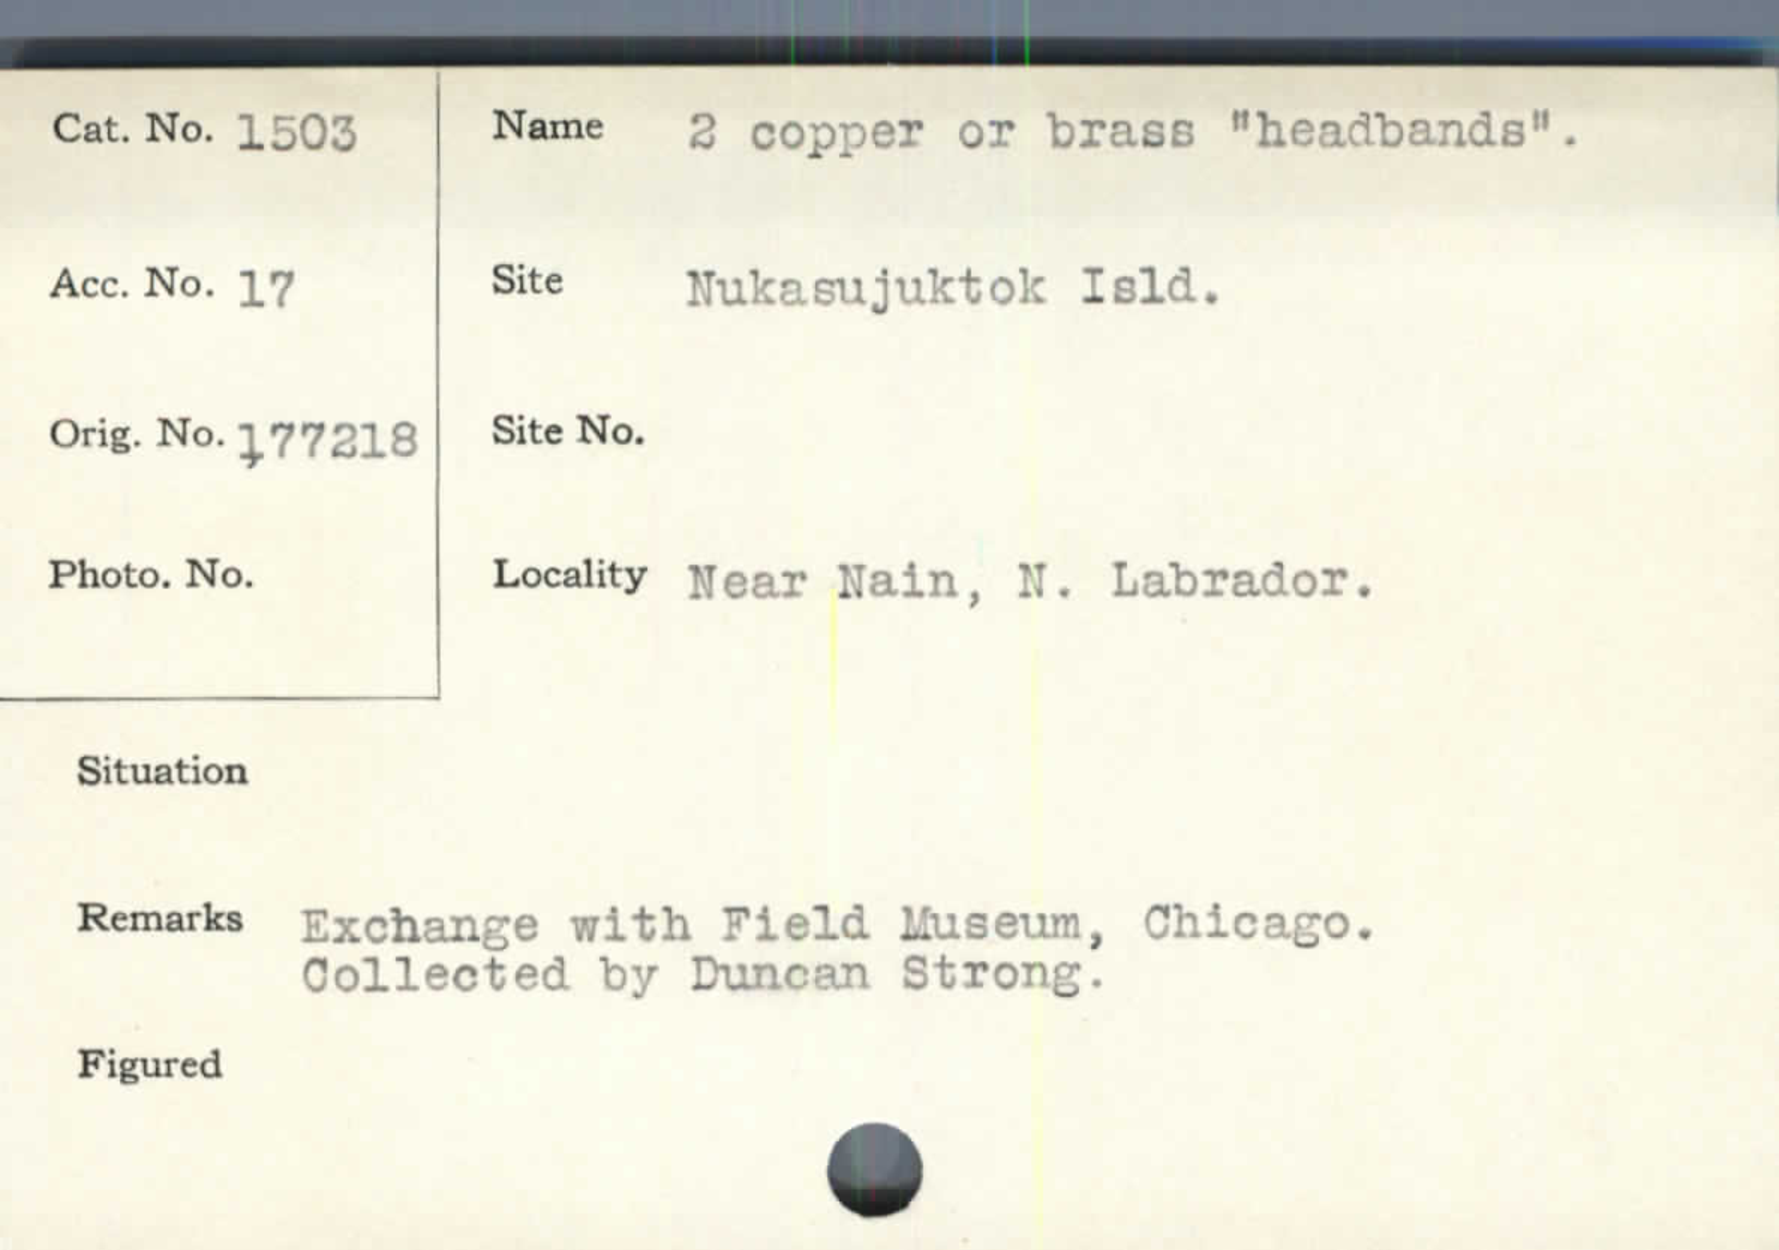 Cat. No. 1503
Name 2 copper or brass "headbands".
Acc. No. 17
Site Nukasujuktok Isld.
Orig. No. 177218
Site No.
Photo. No.
Locality Near Nain, N. Labrador.
Situation
Remarks Exchange with Field Museum, Chicago.
Collected by Duncan Strong.
Figured